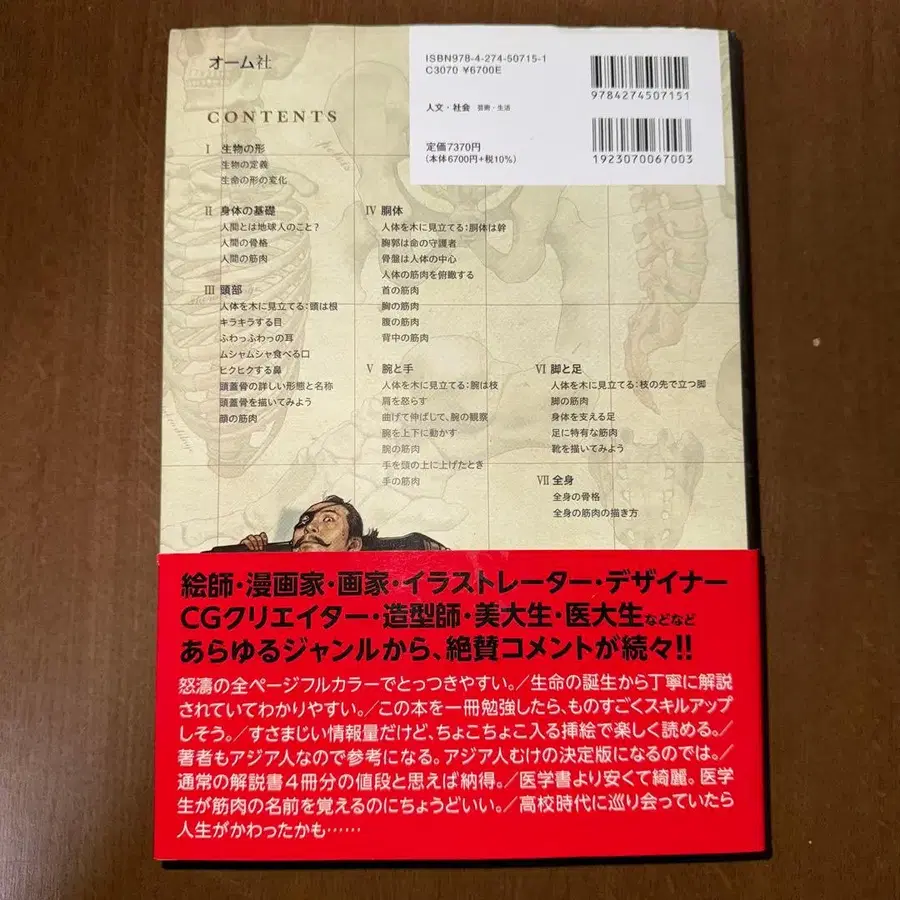 オーム社
ISBN978-4-274-50715-1
C3070 ¥6700E
人文・社会 芸術・生活
定価7370円
(本体6700円+税10%)
9784274507151
1923070067003
CONTENTS
I 生物の形
生物の定義
生命の形の変化
II 身体の基礎
人間とは地球人のこと?
人間の骨格
人間の筋肉
III 頭部
人体を木に見立てる:頭は根
キラキラする目
ふわっふわっの耳
ムシャムシャ食べる口
ヒクヒクする鼻
頭蓋骨の詳しい形態と名称
頭蓋骨を描いてみよう
顔の筋肉
IV 胴体
人体を木に見立てる:胴体は幹
胸郭は命の守護者
骨盤は人体の中心
人体の筋肉を俯瞰する
首の筋肉
胸の筋肉
腹の筋肉
背中の筋肉
V 腕と手
人体を木に見立てる:腕は枝
肩を怒らす
曲げて伸ばして、腕の観察
腕を上下に動かす
腕の筋肉
手を頭の上に上げたとき
手の筋肉
VI 脚と足
人体を木に見立てる:枝の先で立つ脚
脚の筋肉
身体を支える足
足に特有な筋肉
靴を描いてみよう
VII 全身
全身の骨格
全身の筋肉の描き方
絵師・漫画家・画家・イラストレーター・デザイナー
CGクリエイター・造型師・美大生・医大生などなど
あらゆるジャンルから、絶賛コメントが続々!!
怒濤の全ページフルカラーでとっつきやすい。/生命の誕生から丁寧に解説
されていてわかりやすい。/この本を一冊勉強したら、ものすごくスキルアップ
しそう。/すさまじい情報量だけど、ちょこちょこ入る挿絵で楽しく読める。/
著者もアジア人なので参考になる。アジア人むけの決定版になるのでは。/
通常の解説書4冊分の値段と思えば納得。/医学書より安くて綺麗。医学
生が筋肉の名前を覚えるのにちょうどいい。/高校時代に巡り会っていたら
人生がかわったかも……